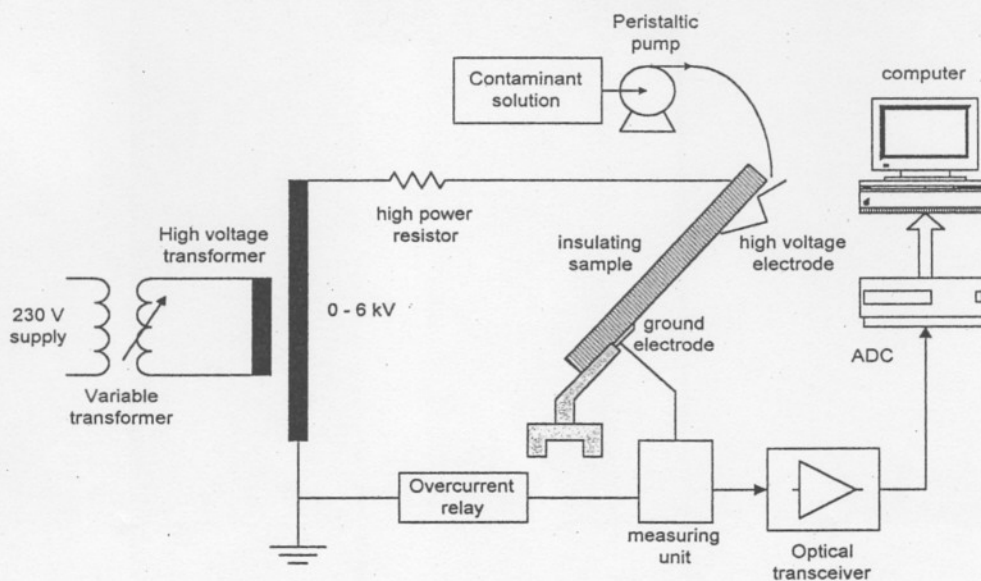 Peristaltic
pump
Contaminant
solution
computer
high power
resistor
High voltage
transformer
insulating
sample
high voltage
electrode
230 V
supply
0 - 6 kV
ground
electrode
ADC
Variable
transformer
Overcurrent
relay
measuring
unit
Optical
transceiver